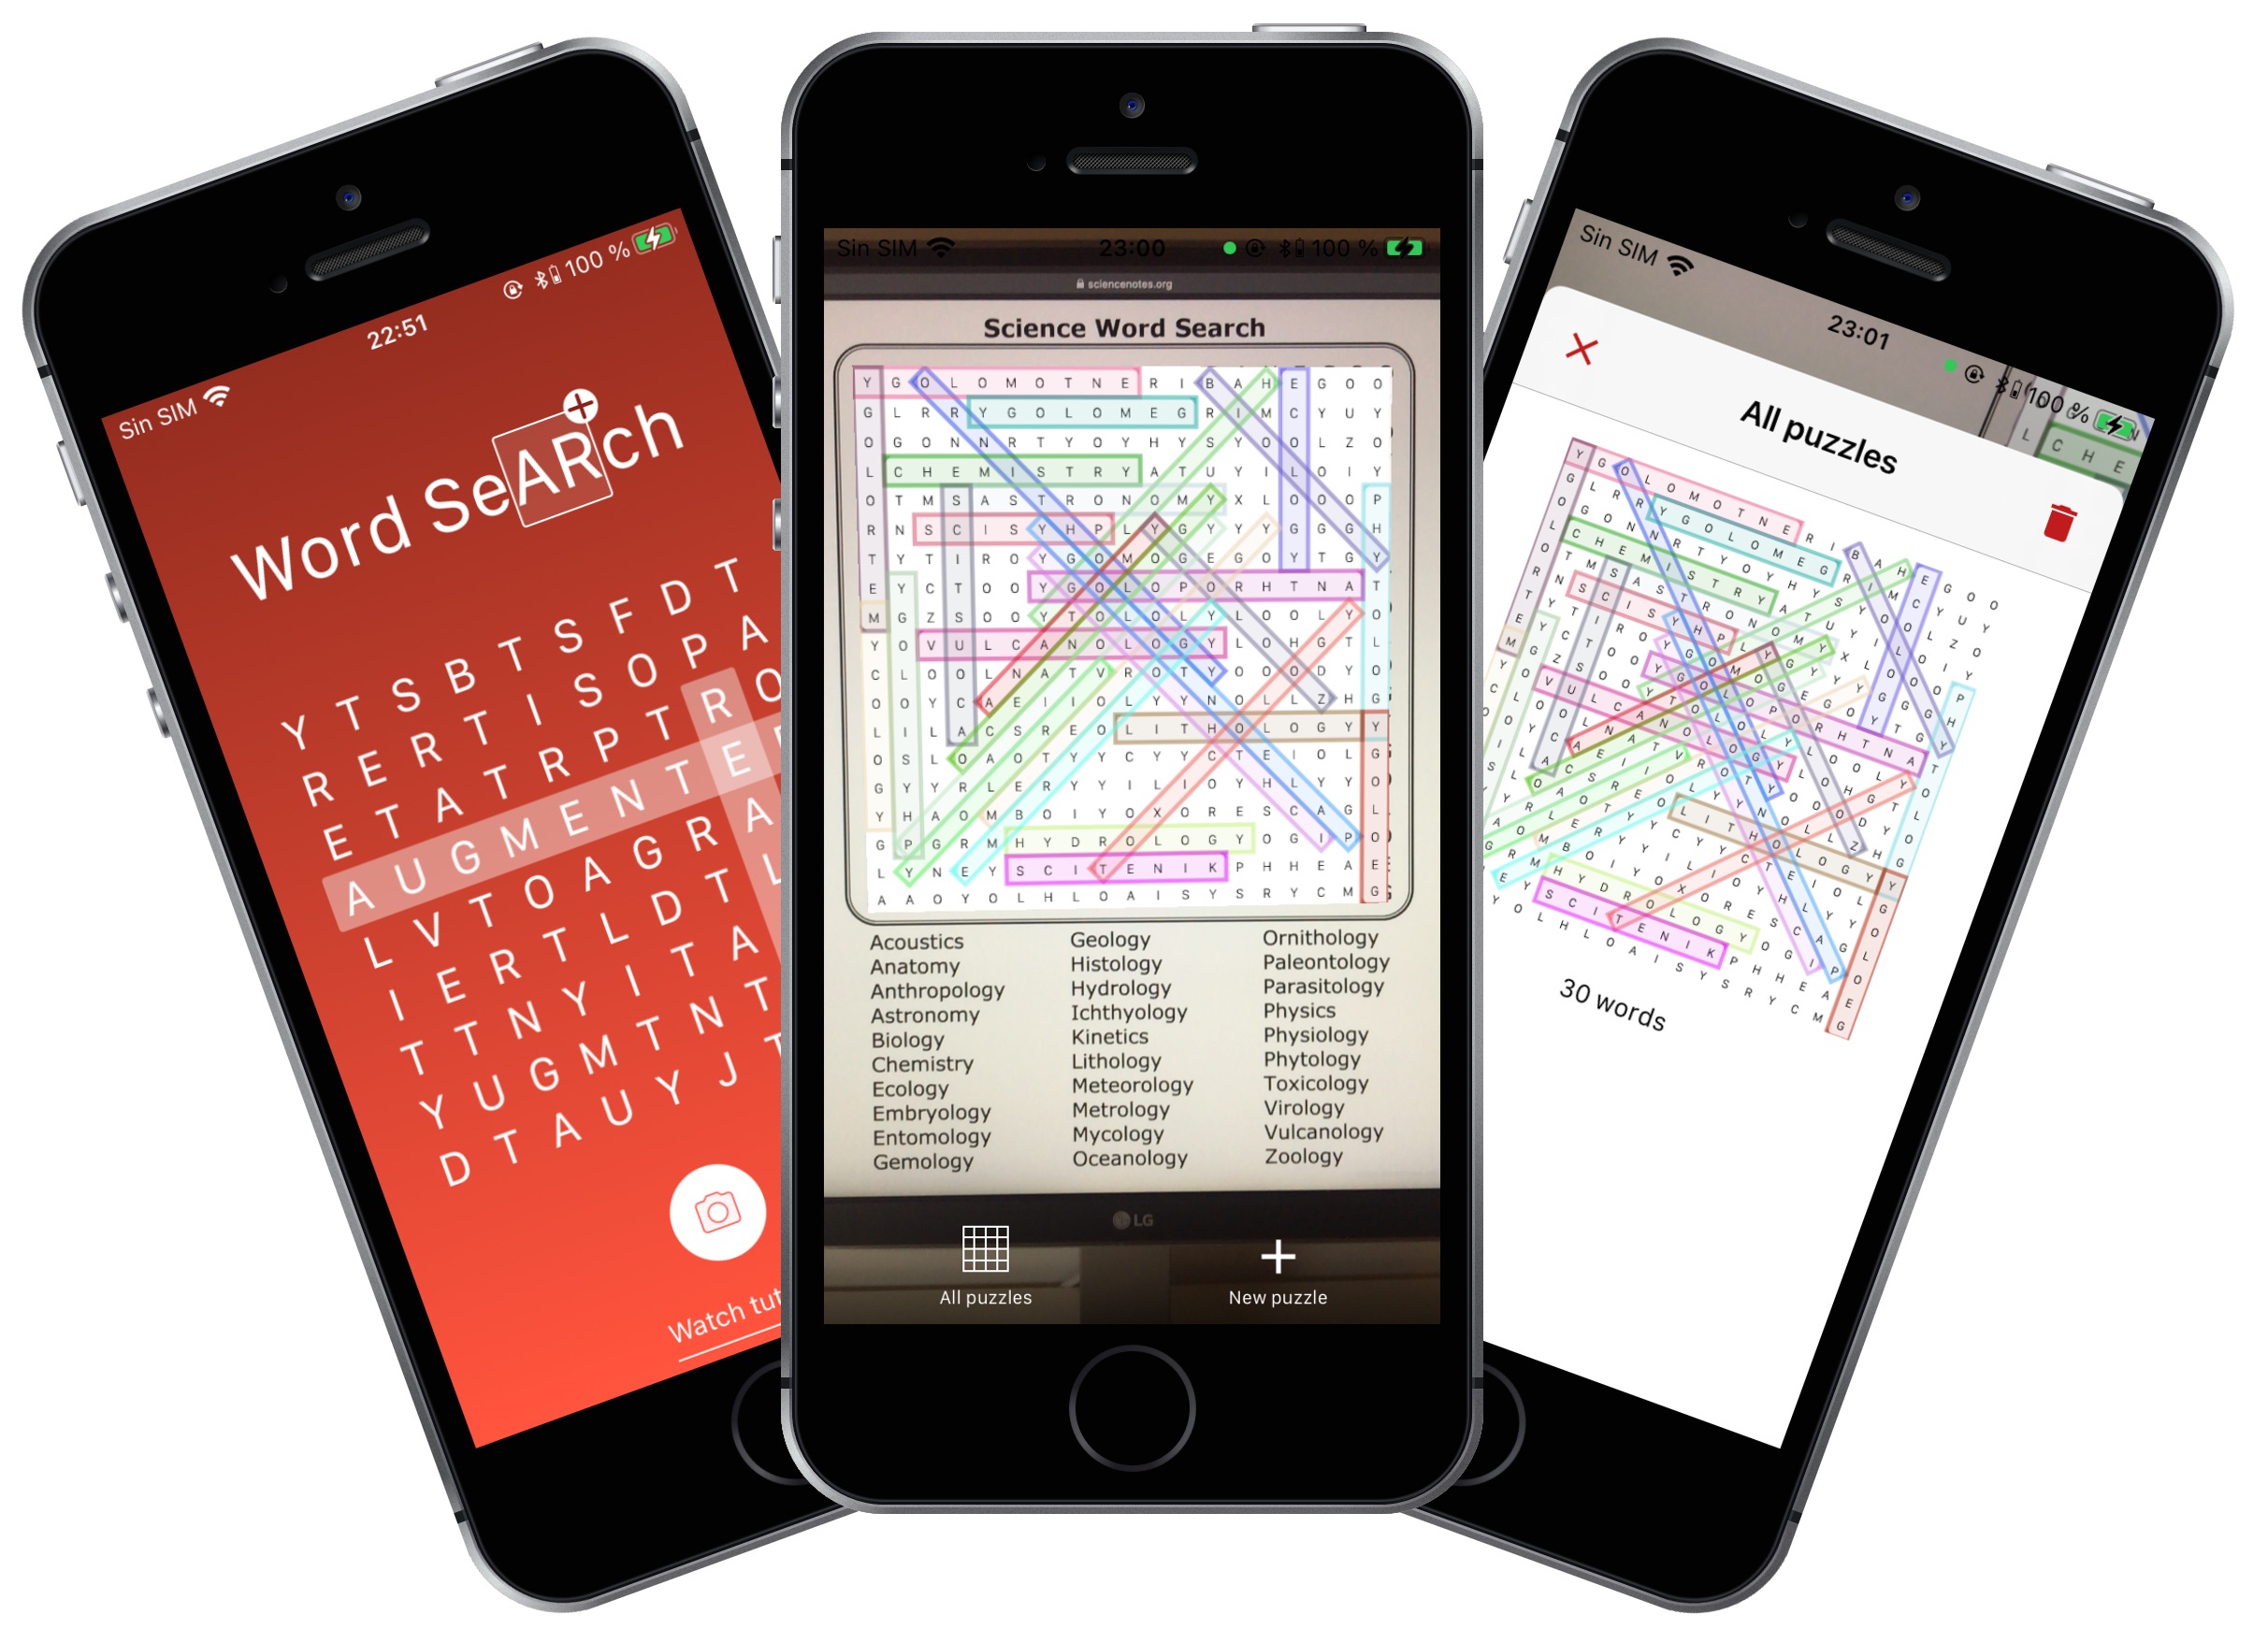 Sin SIM 22:51 100 %
Word SeARch
Y T S B T S F D T
R E R T I S O P A
E T A T R P T R O
A U G M E N T E
L V T O A G R A
I E R T L D T L
T T N Y I T A
Y U G M T N T
D T A U Y J T
Watch tut
Sin SIM 23:00 100 %
sciencenotes.org
Science Word Search
Y G O L O M O T N E R I B A H E G O O
G L R R Y G O L O M E G R I M C Y U Y
O G O N N R T Y O Y H Y S Y O O L Z O
L C H E M I S T R Y A T U Y I L O I Y
O T M S A S T R O N O M Y X L O O O P
R N S C I S Y H P L Y G Y Y Y G G G H
T Y T I R O Y G O M O G E G O Y T G Y
E Y C T O O Y G O L O P O R H T N A T
M G Z S O O Y T O L O L Y L O O L Y O
Y O V U L C A N O L O G Y L O H G T L
C L O O L N A T V R O T Y O O O D Y O
O O Y C A E I I O L Y Y N O L L Z H G
L I L A C S R E O L I T H O L O G Y Y
O S L O A O T Y Y C Y Y C T E I O L G
G Y Y R L E R Y Y I L I O Y H L Y Y O
Y H A O M B O I Y O X O R E S C A G L
G P G R M H Y D R O L O G Y O G I P O
L Y N E Y S C I T E N I K P H H E A E
A A O Y O L H L O A I S Y S R Y C M G
Acoustics Geology Ornithology
Anatomy Histology Paleontology
Anthropology Hydrology Parasitology
Astronomy Ichthyology Physics
Biology Kinetics Physiology
Chemistry Lithology Phytology
Ecology Meteorology Toxicology
Embryology Metrology Virology
Entomology Mycology Vulcanology
Gemology Oceanology Zoology
LG
All puzzles New puzzle
Sin SIM 23:01 100 %
L C H E
All puzzles
Y G O L O M O T N E R I B A H E G O O
G L R R Y G O L O M E G R I M C Y U Y
O G O N N R T Y O Y H Y S Y O O L Z O
L C H E M I S T R Y A T U Y I L O I Y
O T M S A S T R O N O M Y X L O O O P
R N S C I S Y H P L Y G Y Y Y G G G H
T Y T I R O Y G O M O G E G O Y T G Y
E Y C T O O Y G O L O P O R H T N A T
M G Z S O O Y T O L O L Y L O O L Y O
Y O V U L C A N O L O G Y L O H G T L
C L O O L N A T V R O T Y O O O D Y O
O Y C A E I I O L Y Y N O L L Z H G
I L A C S R E O L I T H O L O G Y Y
S L O A O T Y Y C Y Y C T E I O L G
Y R L E R Y Y I L I O Y H L Y Y O
A O M B O I Y O X O R E S C A G L
G R M H Y D R O L O G Y O G I P O
E Y S C I T E N I K P H H E A E
Y O L H L O A I S Y S R Y C M G
30 words